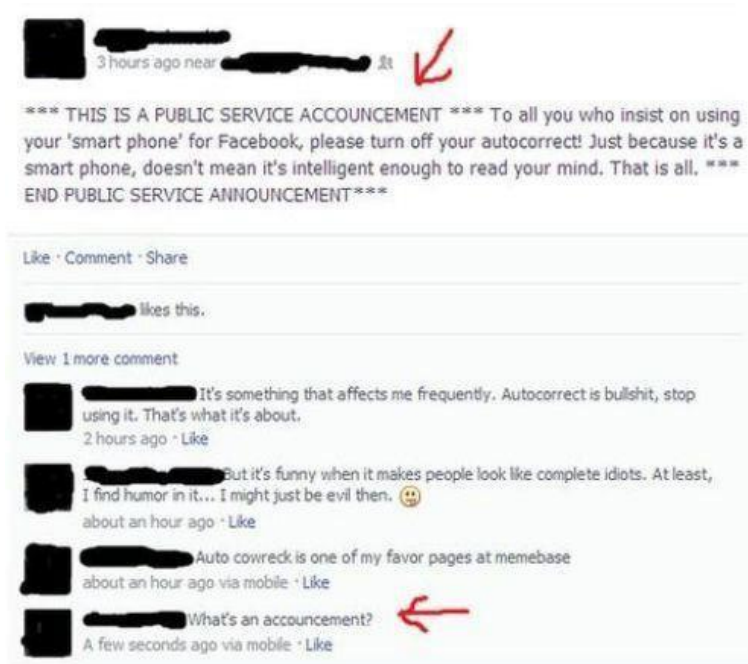 3 hours ago near
*** THIS IS A PUBLIC SERVICE ACCOUNCEMENT *** To all you who insist on using
your 'smart phone' for Facebook, please turn off your autocorrect! Just because it's a
smart phone, doesn't mean it's intelligent enough to read your mind. That is all. ***
END PUBLIC SERVICE ANNOUNCEMENT***
Like · Comment · Share
likes this.
View 1 more comment
It's something that affects me frequently. Autocorrect is bullshit, stop
using it. That's what it's about.
2 hours ago · Like
But it's funny when it makes people look like complete idiots. At least,
I find humor in it... I might just be evil then.
about an hour ago · Like
Auto cowreck is one of my favor pages at memebase
about an hour ago via mobile · Like
What's an accouncement?
A few seconds ago via mobile · Like